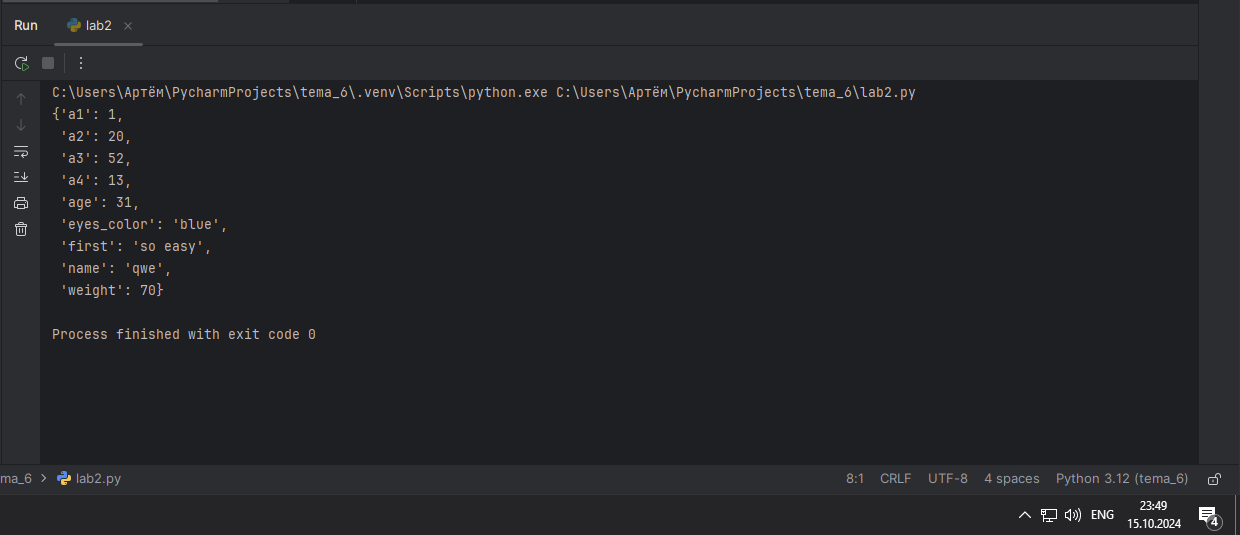 Run lab2
C:\Users\Артём\PycharmProjects\tema_6\.venv\Scripts\python.exe C:\Users\Артём\PycharmProjects\tema_6\lab2.py
{'a1': 1,
 'a2': 20,
 'a3': 52,
 'a4': 13,
 'age': 31,
 'eyes_color': 'blue',
 'first': 'so easy',
 'name': 'qwe',
 'weight': 70}
Process finished with exit code 0
ma_6 > lab2.py 8:1 CRLF UTF-8 4 spaces Python 3.12 (tema_6)
ENG 23:49
15.10.2024 4